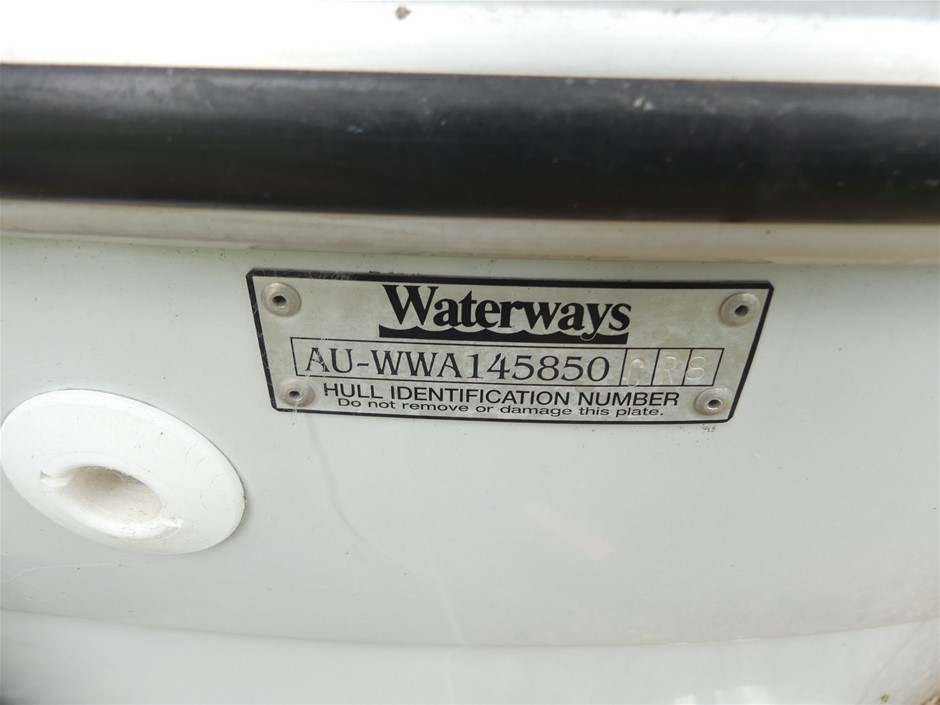 Waterways
AU-WWA145850
HULL IDENTIFICATION NUMBER
Do not remove or damage this plate.